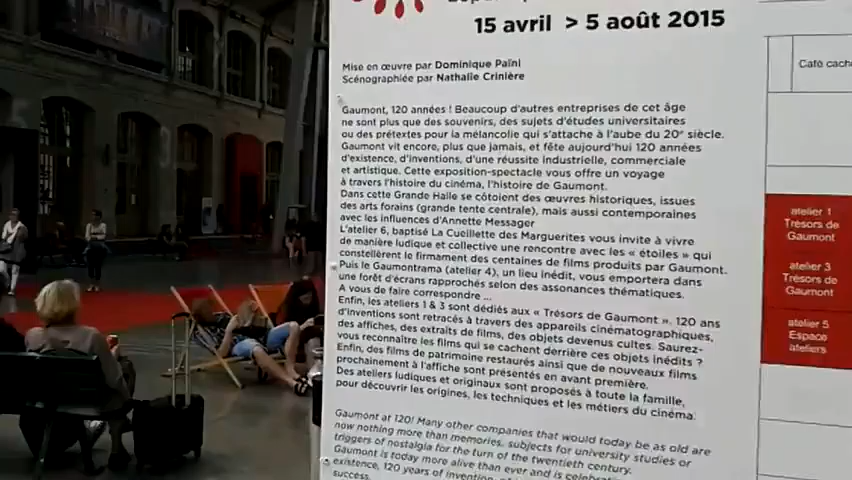 15 avril > 5 août 2015
Mise en œuvre par Dominique Païni
Scénographiée par Nathalie Crinière
Gaumont, 120 années ! Beaucoup d'autres entreprises de cet âge
ne sont plus que des souvenirs, des sujets d'études universitaires
ou des prétextes pour la mélancolie qui s'attache à l'aube du 20e siècle.
Gaumont vit encore, plus que jamais, et fête aujourd'hui 120 années
d'existence, d'inventions, d'une réussite industrielle, commerciale
et artistique. Cette exposition-spectacle vous offre un voyage
à travers l'histoire du cinéma, l'histoire de Gaumont.
Dans cette Grande Halle se côtoient des œuvres historiques, issues
des arts forains (grande tente centrale), mais aussi contemporaines
avec les influences d'Annette Messager
L'atelier 6, baptisé La Cueillette des Marguerites vous invite à vivre
de manière ludique et collective une rencontre avec les « étoiles » qui
constellèrent le firmament des centaines de films produits par Gaumont.
Puis le Gaumontrama (atelier 4), un lieu inédit, vous emportera dans
une forêt d'écrans rapprochés selon des assonances thématiques.
A vous de faire correspondre ...
Enfin, les ateliers 1 & 3 sont dédiés aux « Trésors de Gaumont ». 120 ans
d'inventions sont retracés à travers des appareils cinématographiques,
des affiches, des extraits de films, des objets devenus cultes. Saurez-
vous reconnaître les films qui se cachent derrière ces objets inédits ?
Enfin, des films de patrimoine restaurés ainsi que de nouveaux films
prochainement à l'affiche sont présentés en avant première.
Des ateliers ludiques et originaux sont proposés à toute la famille,
pour découvrir les origines, les techniques et les métiers du cinéma.
Gaumont at 120! Many other companies that would today be as old are
now nothing more than memories, subjects for university studies or
triggers of nostalgia for the turn of the twentieth century.
Gaumont is today more alive than ever and is
existence, 120 years of
success.
Café
atelier 1
Trésors de
Gaumont
atelier 3
Trésors de
Gaumont
atelier 5
Espace
ateliers